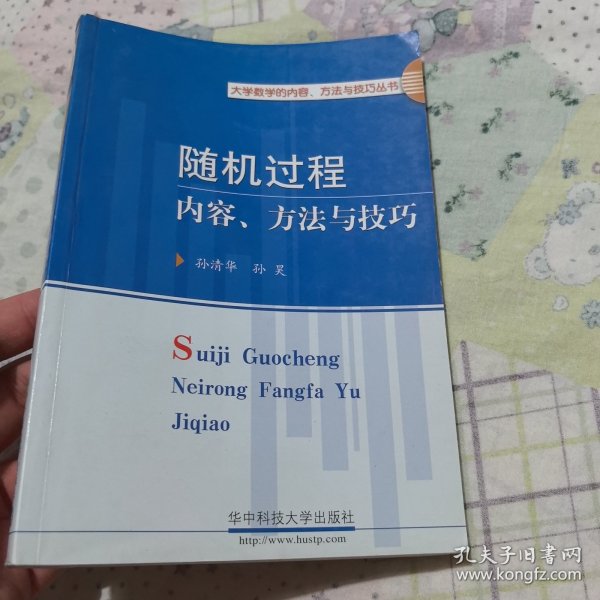 大学数学的内容、方法与技巧丛书
随机过程
内容、方法与技巧
孙清华 孙昊
Suiji Guocheng
Neirong Fangfa Yu
Jiqiao
华中科技大学出版社
http://www.hustp.com
孔夫子旧书网
www.kongfz.com